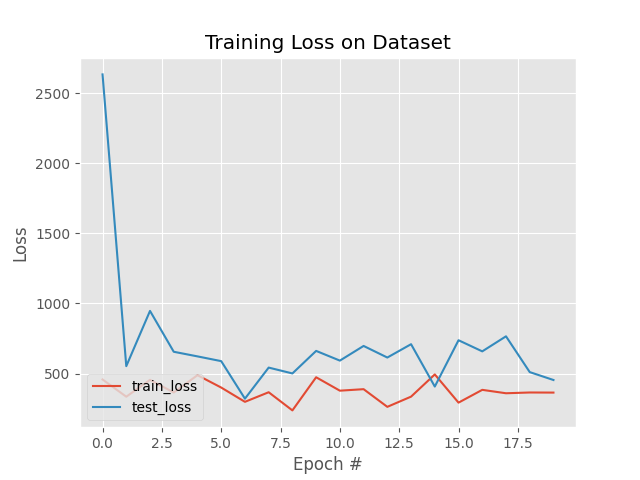 Training Loss on Dataset
2500
2000
1500
1000
500
Loss
train_loss
test_loss
0.0 2.5 5.0 7.5 10.0 12.5 15.0 17.5
Epoch #